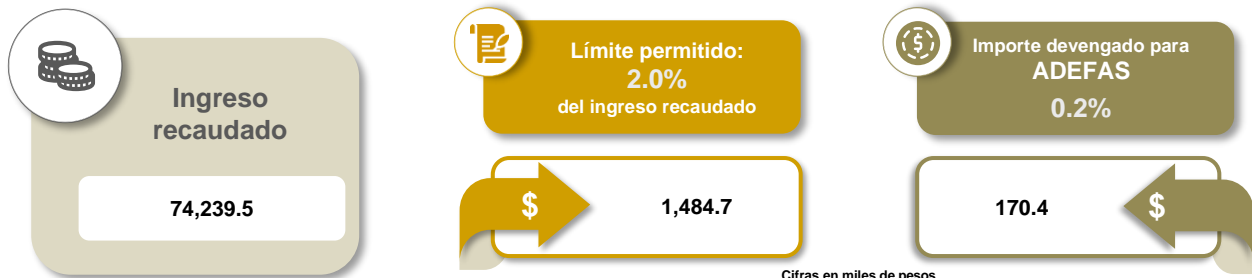 Ingreso
recaudado
74,239.5
Límite permitido:
2.0%
del ingreso recaudado
$
1,484.7
Importe devengado para
ADEFAS
0.2%
170.4
$
Cifras en miles de pesos